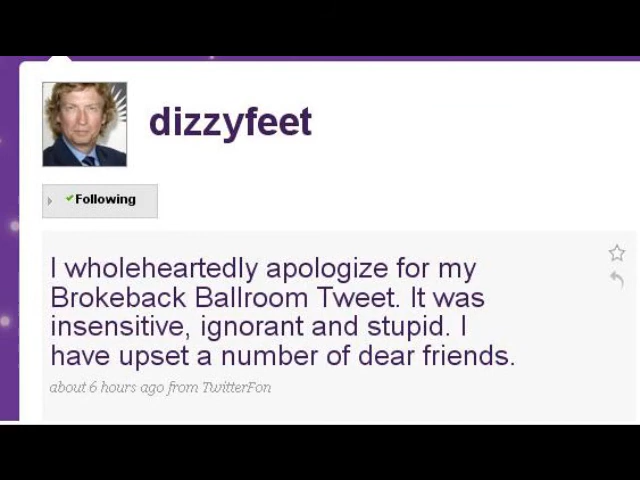 dizzyfeet
Following
I wholeheartedly apologize for my
Brokeback Ballroom Tweet. It was
insensitive, ignorant and stupid. I
have upset a number of dear friends.
about 6 hours ago from TwitterFon